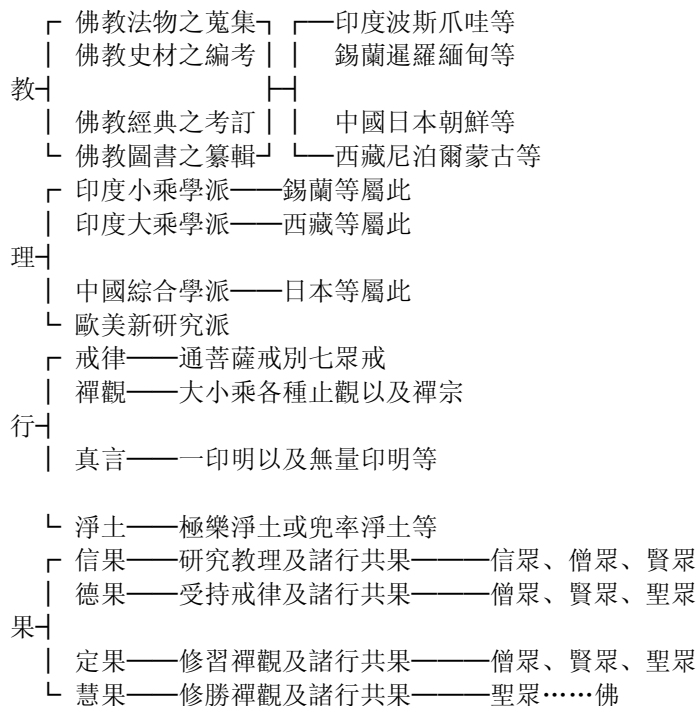 ┌ 佛教法物之蒐集┐ ┌──印度波斯爪哇等
│ 佛教史材之編考│ │ 錫蘭暹羅緬甸等
教┤ ├┤
│ 佛教經典之考訂│ │ 中國日本朝鮮等
└ 佛教圖書之纂輯┘ └──西藏尼泊爾蒙古等
┌ 印度小乘學派──錫蘭等屬此
│ 印度大乘學派──西藏等屬此
理┤
│ 中國綜合學派──日本等屬此
└ 歐美新研究派
┌ 戒律──通菩薩戒別七眾戒
│ 禪觀──大小乘各種止觀以及禪宗
行┤
│ 真言──一印明以及無量印明等
└ 淨土──極樂淨土或兜率淨土等
┌ 信果──研究教理及諸行共果───信眾、僧眾、賢眾
│ 德果──受持戒律及諸行共果───僧眾、賢眾、聖眾
果┤
│ 定果──修習禪觀及諸行共果───僧眾、賢眾、聖眾
└ 慧果──修勝禪觀及諸行共果───聖眾……佛